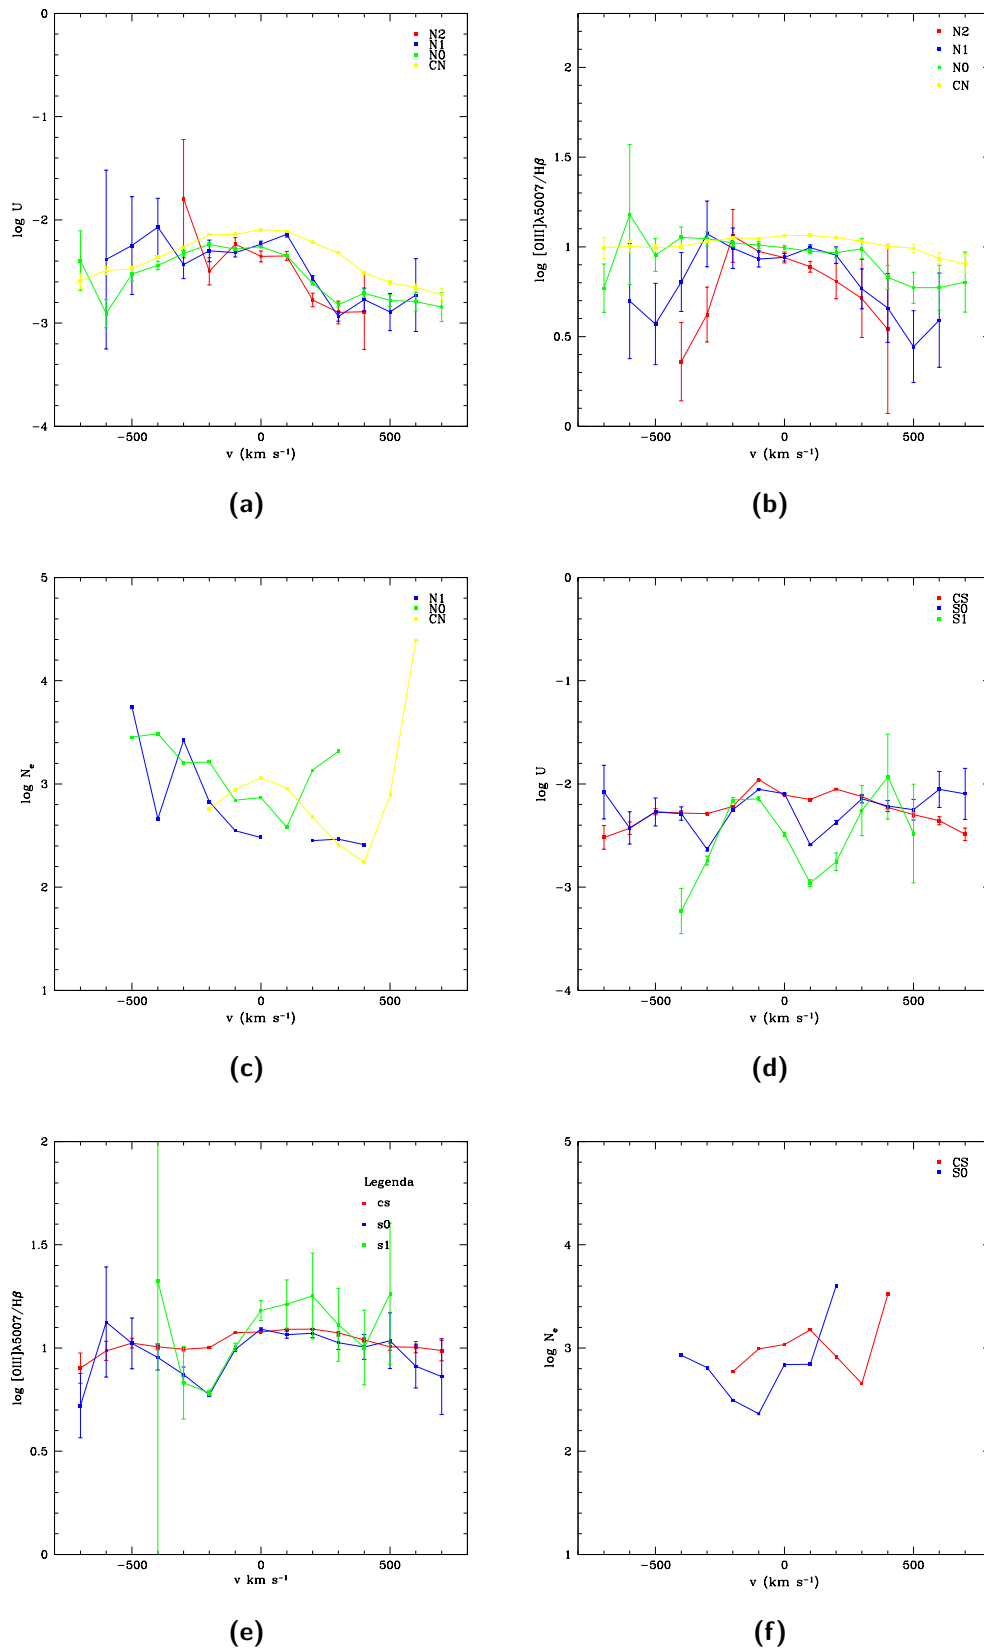 0
-1
-2
-3
-4
log U
N2
N1
N0
CN
-500 0 500
v (km s⁻¹)
(a)
2
1.5
1
0.5
0
log [OIII]λ5007/Hβ
N2
N1
N0
CN
-500 0 500
v (km s⁻¹)
(b)
5
4
3
2
1
log Nₑ
N1
N0
CN
-500 0 500
v (km s⁻¹)
(c)
0
-1
-2
-3
-4
log U
CS
S0
S1
-500 0 500
v (km s⁻¹)
(d)
2
1.5
1
0.5
0
log [OIII]λ5007/Hβ
Legenda
cs
s0
s1
-500 0 500
v km s⁻¹
(e)
5
4
3
2
1
log Nₑ
CS
S0
-500 0 500
v (km s⁻¹)
(f)